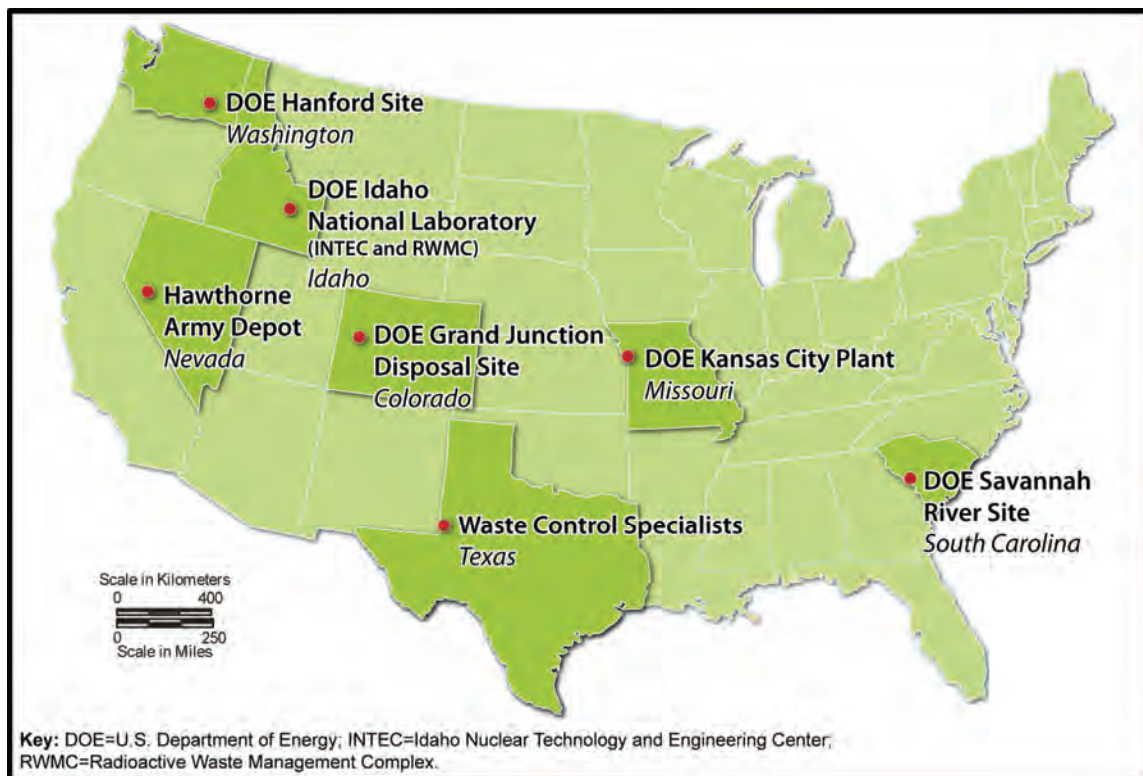 DOE Hanford Site
Washington
DOE Idaho
National Laboratory
(INTEC and RWMC)
Idaho
Hawthorne
Army Depot
Nevada
DOE Grand Junction
Disposal Site
Colorado
DOE Kansas City Plant
Missouri
DOE Savannah
River Site
South Carolina
Waste Control Specialists
Texas
Scale in Kilometers
0 400
0 250
Scale in Miles
Key: DOE=U.S. Department of Energy; INTEC=Idaho Nuclear Technology and Engineering Center;
RWMC=Radioactive Waste Management Complex.